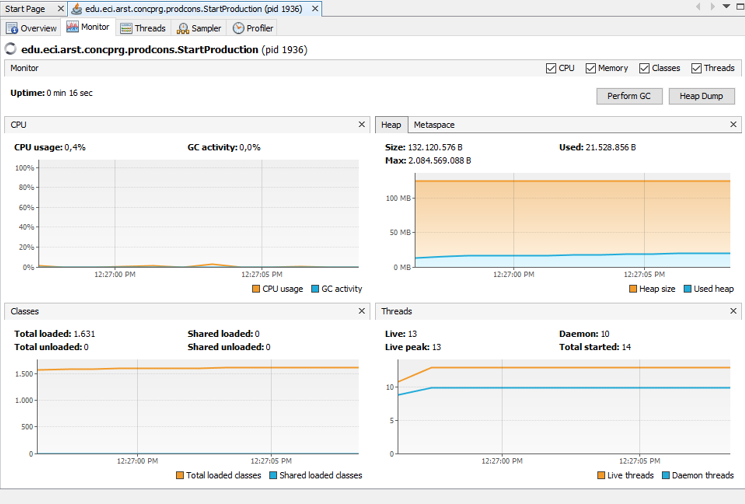 Start Page
edu.eci.arst.concprg.prodcons.StartProduction (pid 1936)
Overview Monitor Threads Sampler Profiler
edu.eci.arst.concprg.prodcons.StartProduction (pid 1936)
Monitor CPU Memory Classes Threads
Uptime: 0 min 16 sec
Perform GC Heap Dump
CPU
CPU usage: 0,4% GC activity: 0,0%
100%
80%
60%
40%
20%
0%
12:27:00 PM 12:27:05 PM
CPU usage GC activity
Heap Metaspace
Size: 132.120.576 B Used: 21.528.856 B
Max: 2.084.569.088 B
100 MB
50 MB
0 MB
12:27:00 PM 12:27:05 PM
Heap size Used heap
Classes
Total loaded: 1.631 Shared loaded: 0
Total unloaded: 0 Shared unloaded: 0
1.500
1.000
500
0
12:27:00 PM 12:27:05 PM
Total loaded classes Shared loaded classes
Threads
Live: 13 Daemon: 10
Live peak: 13 Total started: 14
10
5
0
12:27:00 PM 12:27:05 PM
Live threads Daemon threads